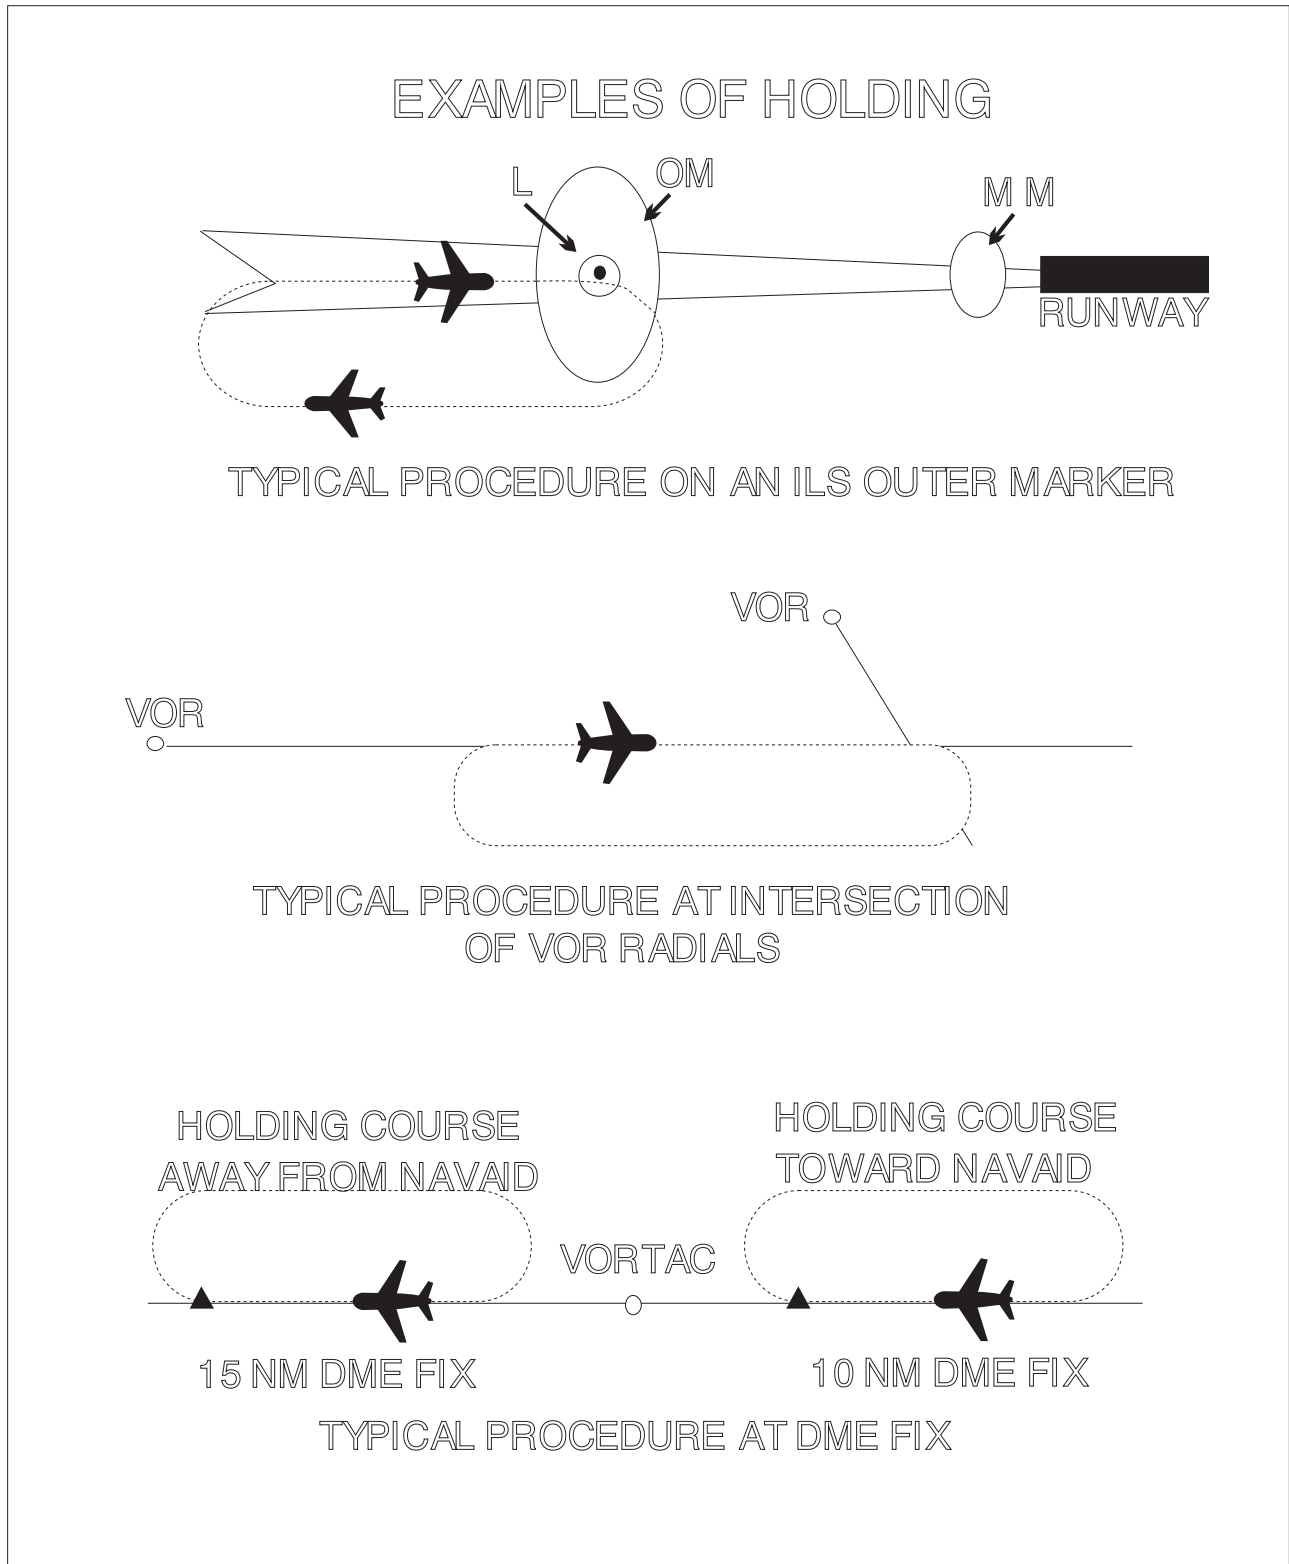 EXAMPLES OF HOLDING
L
OM
M M
RUNWAY
TYPICAL PROCEDURE ON AN ILS OUTER MARKER
VOR
VOR
TYPICAL PROCEDURE AT INTERSECTION
OF VOR RADIALS
HOLDING COURSE
AWAY FROM NAVAID
HOLDING COURSE
TOWARD NAVAID
VORTAC
15 NM DME FIX
10 NM DME FIX
TYPICAL PROCEDURE AT DME FIX